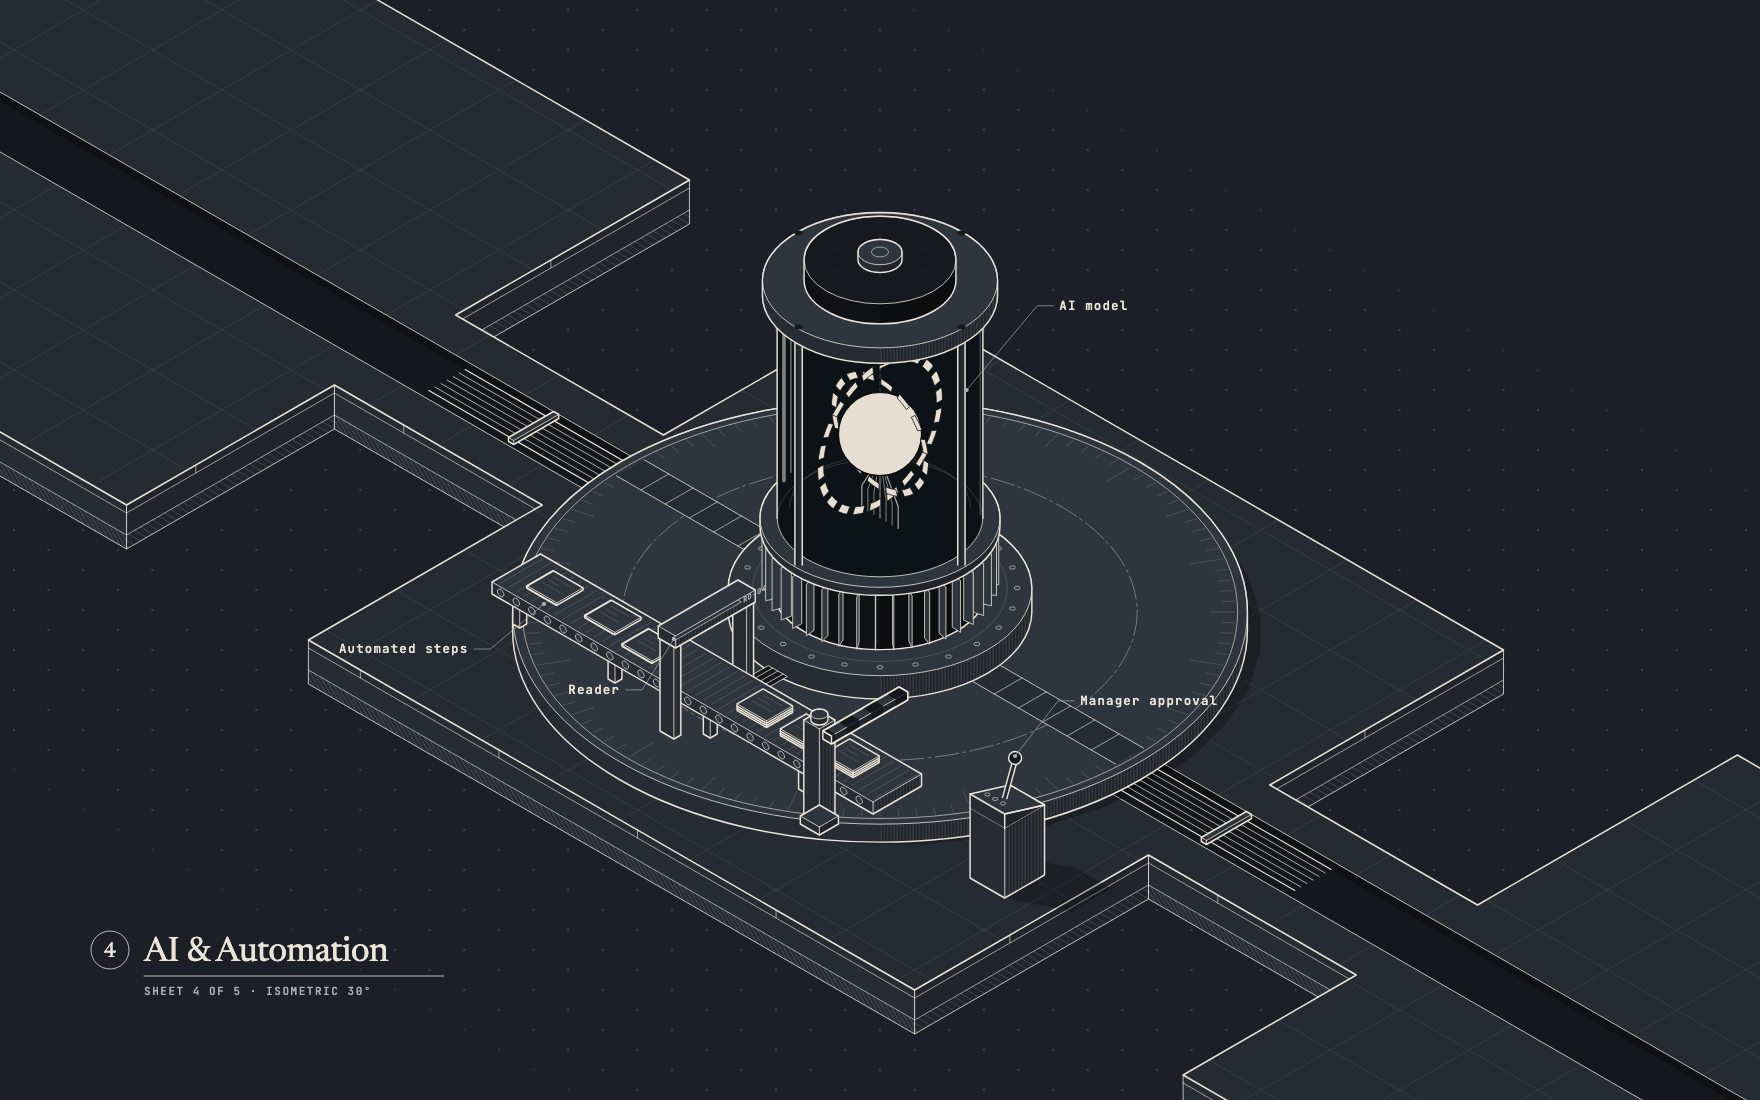 AI model
Automated steps
Reader
Manager approval
4 AI & Automation
SHEET 4 OF 5 · ISOMETRIC 30°